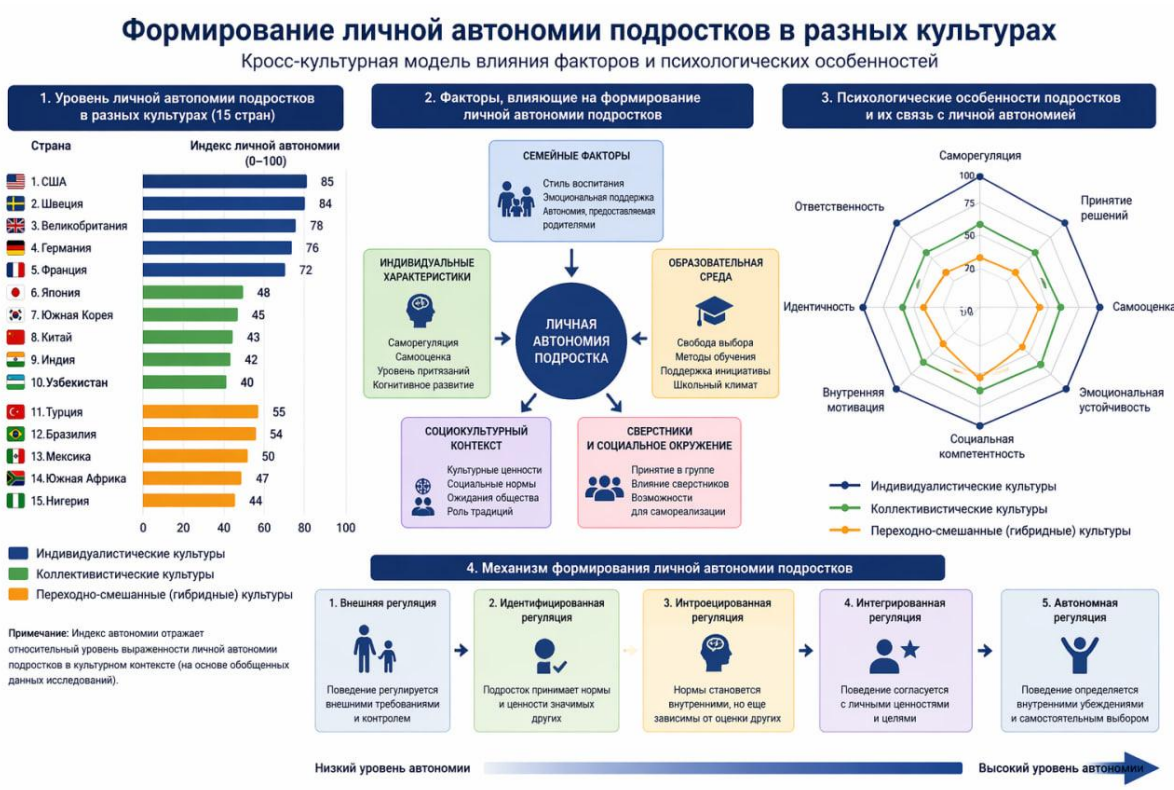 Формирование личной автономии подростков в разных культурах
Кросс-культурная модель влияния факторов и психологических особенностей
1. Уровень личной автопомии подростков
в разных культурах (15 стран)
Страна
Индекс личной автономии
(0–100)
1. США 85
2. Швеция 84
3. Великобритания 78
4. Германия 76
5. Франция 72
6. Япония 48
7. Южная Корея 45
8. Китай 43
9. Индия 42
10. Узбекистан 40
11. Турция 55
12. Бразилия 54
13. Мексика 50
14. Южная Африка 47
15. Нигерия 44
0 20 40 60 80 100
Индивидуалистические культуры
Коллективистические культуры
Переходно-смешанные (гибридные) культуры
Примечание: Индекс автономии отражает
относительный уровень выраженности личной автономии
подростков в культурном контексте (на основе обобщенных
данных исследований).
2. Факторы, влияющие на формирование
личной автономии подростков
СЕМЕЙНЫЕ ФАКТОРЫ
Стиль воспитания
Эмоциональная поддержка
Автономия, предоставляемая
родителями
ИНДИВИДУАЛЬНЫЕ
ХАРАКТЕРИСТИКИ
Саморегуляция
Самооценка
Уровень притязаний
Когнитивное развитие
ЛИЧНАЯ
АВТОНОМИЯ
ПОДРОСТКА
ОБРАЗОВАТЕЛЬНАЯ
СРЕДА
Свобода выбора
Методы обучения
Поддержка инициативы
Школьный климат
СОЦИОКУЛЬТУРНЫЙ
КОНТЕКСТ
Культурные ценности
Социальные нормы
Ожидания общества
Роль традиций
СВЕРСТНИКИ
И СОЦИАЛЬНОЕ ОКРУЖЕНИЕ
Принятие в группе
Влияние сверстников
Возможности
для самореализации
3. Психологические особенности подростков
и их связь с личной автономией
Саморегуляция
Принятие
решений
Самооценка
Эмоциональная
устойчивость
Социальная
компетентность
Внутренняя
мотивация
Идентичность
Ответственность
100
75
50
Индивидуалистические культуры
Коллективистические культуры
Переходно-смешанные (гибридные) культуры
4. Механизм формирования личной автономии подростков
1. Внешняя регуляция
Поведение регулируется
внешними требованиями
и контролем
2. Идентифицированная
регуляция
Подросток принимает нормы
и ценности значимых
других
3. Интроецированная
регуляция
Нормы становется
внутренними, но еще
зависимы от оценки других
4. Интегрированная
регуляция
Поведение согласуется
с личными ценностями
и целями
5. Автономная
регуляция
Поведение определяется
внутренними убеждениями
и самостоятельным выбором
Низкий уровень автономии
Высокий уровень автономии